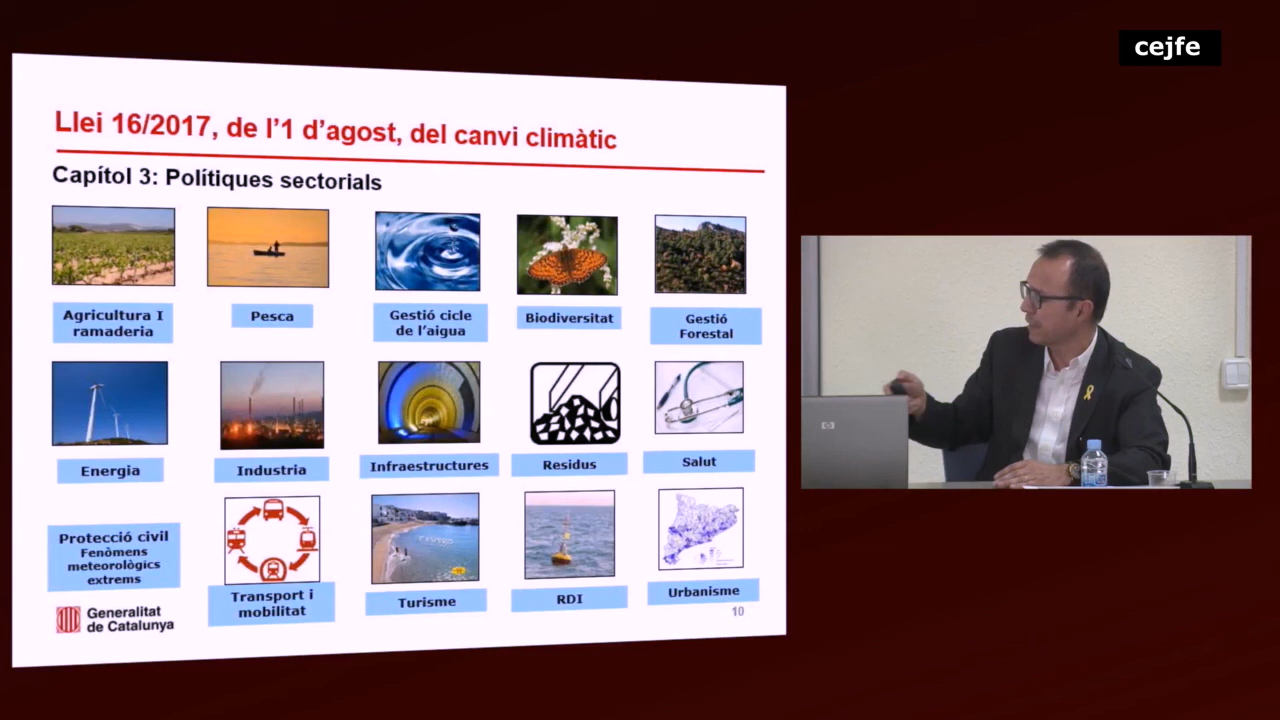 cejfe
Llei 16/2017, de l'1 d'agost, del canvi climàtic
Capítol 3: Polítiques sectorials
Agricultura I
ramaderia
Pesca
Gestió cicle
de l'aigua
Biodiversitat
Gestió
Forestal
Energia
Industria
Infraestructures
Residus
Salut
Protecció civil
Fenòmens
meteorològics
extrems
Transport i
mobilitat
Turisme
RDI
Urbanisme
Generalitat
de Catalunya
10
hp